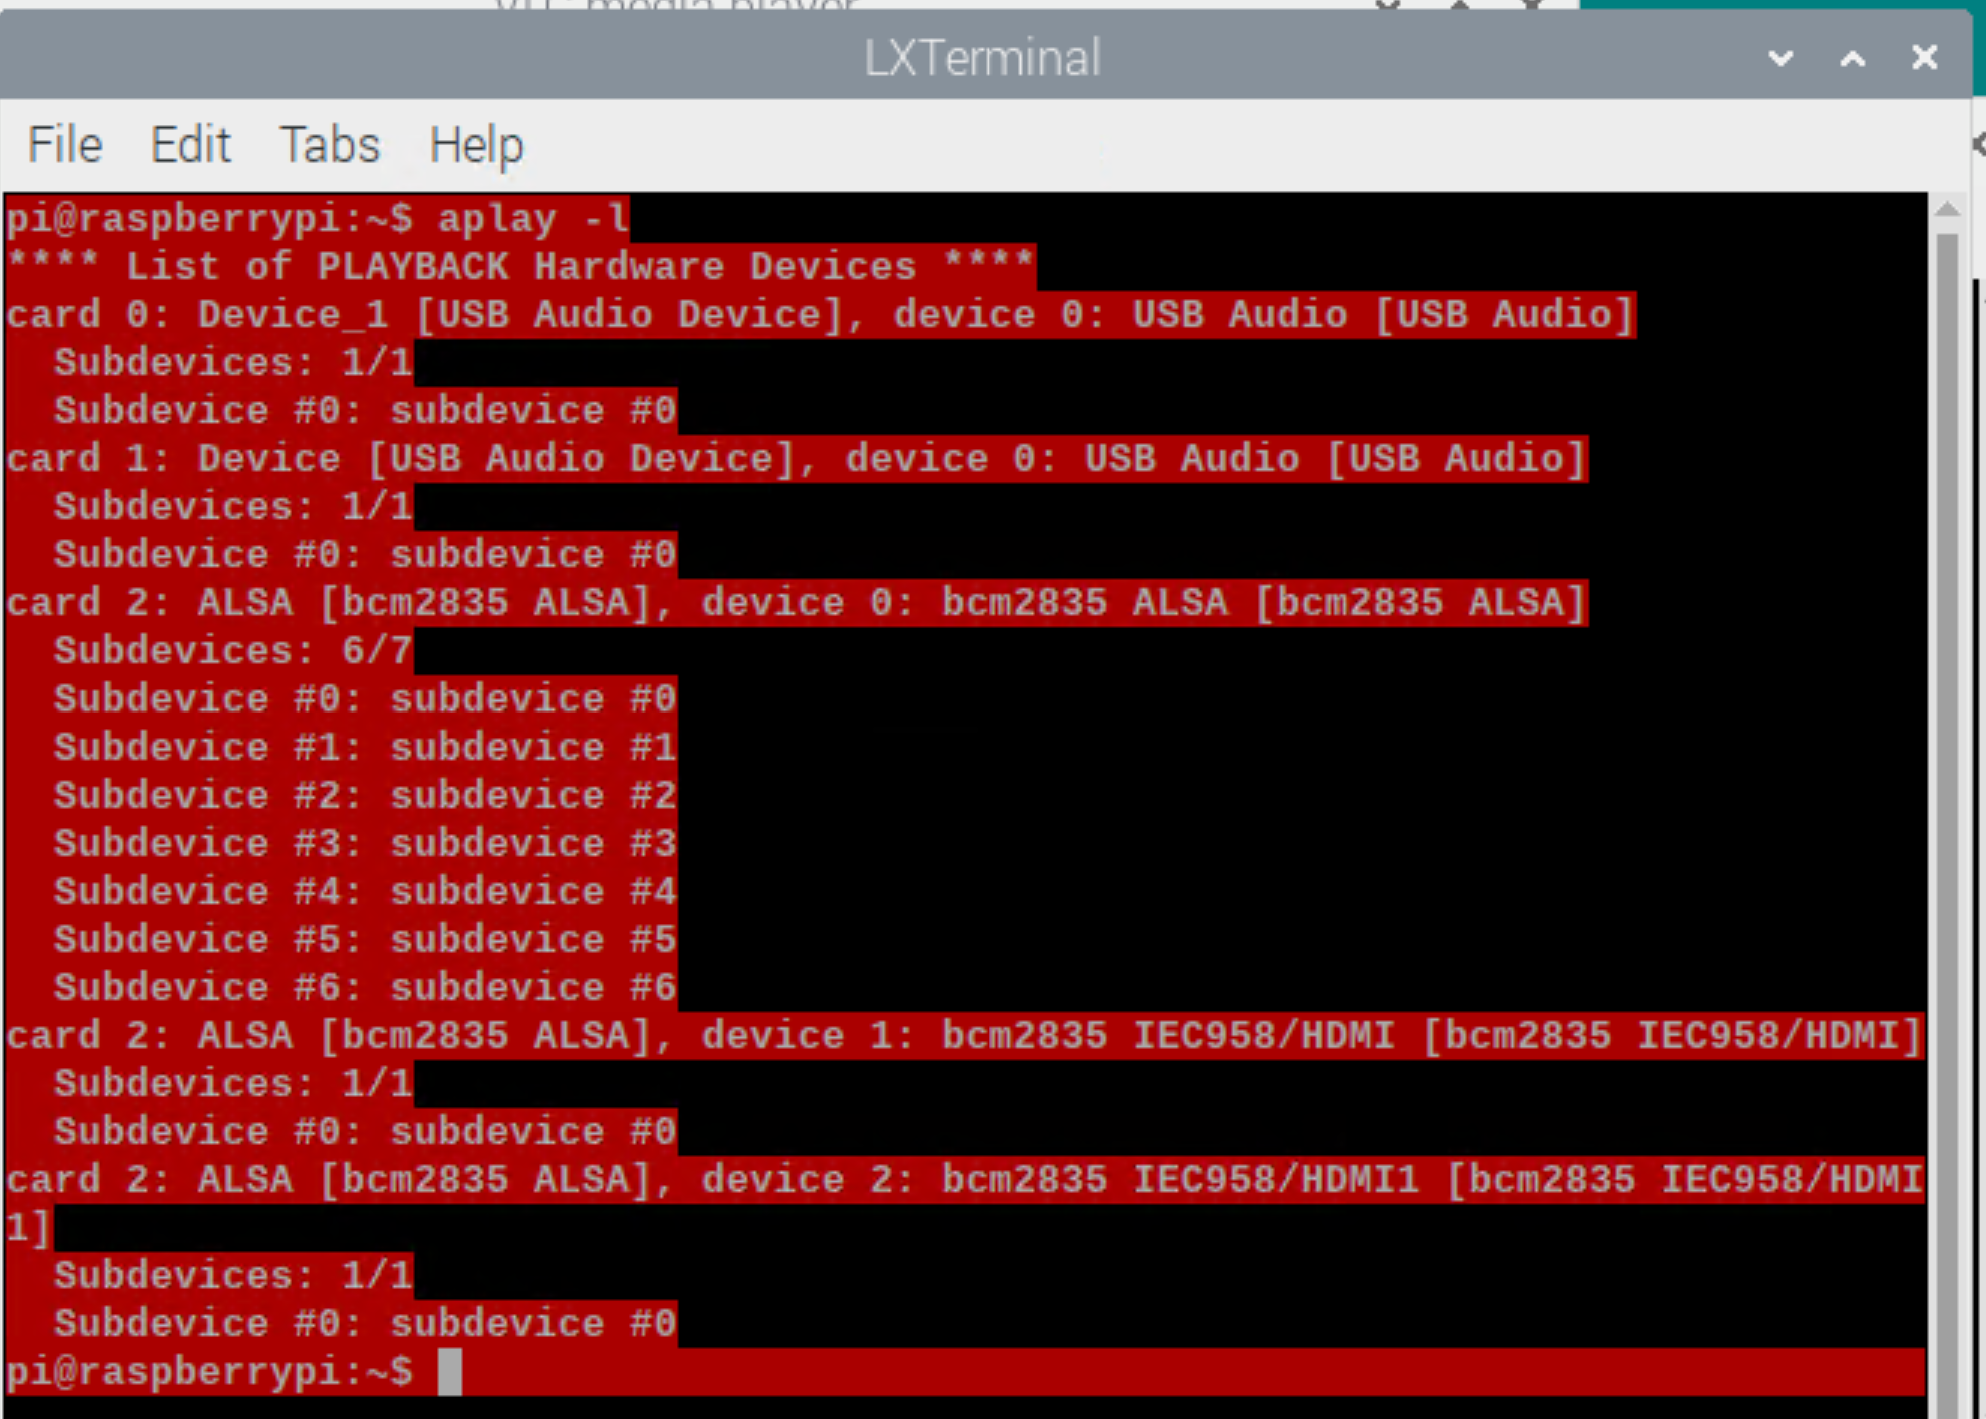 media player
LXTerminal
File Edit Tabs Help
pi@raspberrypi:~$ aplay -l
**** List of PLAYBACK Hardware Devices ****
card 0: Device_1 [USB Audio Device], device 0: USB Audio [USB Audio]
  Subdevices: 1/1
  Subdevice #0: subdevice #0
card 1: Device [USB Audio Device], device 0: USB Audio [USB Audio]
  Subdevices: 1/1
  Subdevice #0: subdevice #0
card 2: ALSA [bcm2835 ALSA], device 0: bcm2835 ALSA [bcm2835 ALSA]
  Subdevices: 6/7
  Subdevice #0: subdevice #0
  Subdevice #1: subdevice #1
  Subdevice #2: subdevice #2
  Subdevice #3: subdevice #3
  Subdevice #4: subdevice #4
  Subdevice #5: subdevice #5
  Subdevice #6: subdevice #6
card 2: ALSA [bcm2835 ALSA], device 1: bcm2835 IEC958/HDMI [bcm2835 IEC958/HDMI]
  Subdevices: 1/1
  Subdevice #0: subdevice #0
card 2: ALSA [bcm2835 ALSA], device 2: bcm2835 IEC958/HDMI1 [bcm2835 IEC958/HDMI
1]
  Subdevices: 1/1
  Subdevice #0: subdevice #0
pi@raspberrypi:~$